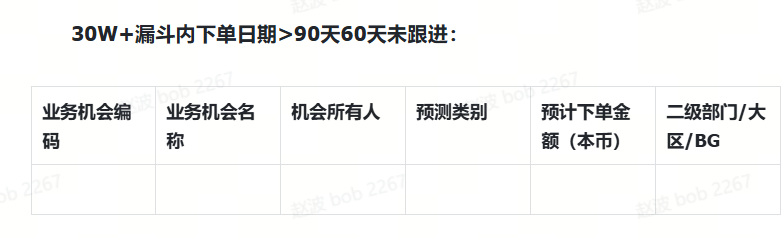 赵波 bob 2267
30W+漏斗内下单日期>90天60天未跟进：
业务机会编码
业务机会名称
机会所有人
预测类别
预计下单金额（本币）
二级部门/大区/BG
赵波 bob 2267
赵波 bob 2267
bob 2267
赵波 bob 2267
赵波 bob 2267